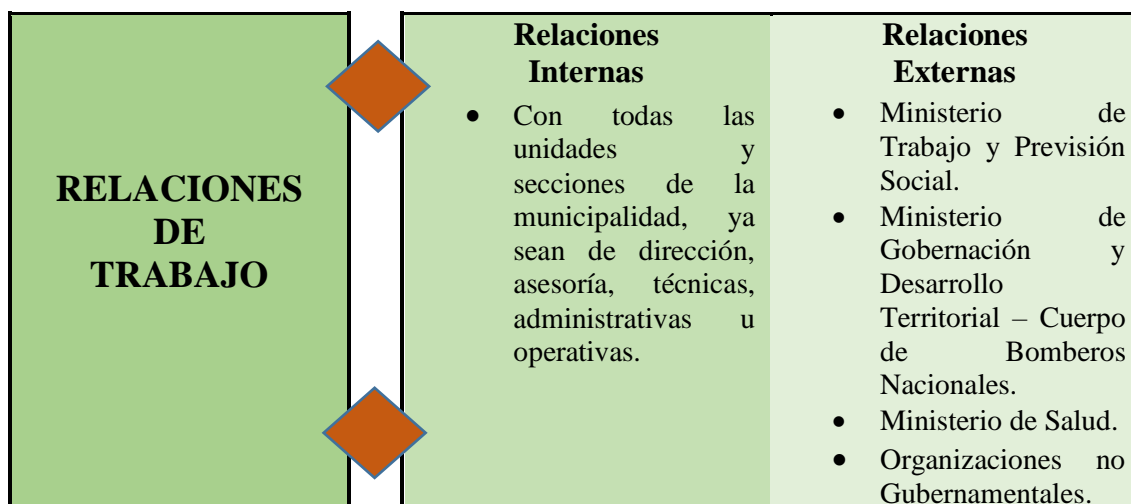 RELACIONES
DE
TRABAJO
Relaciones
Internas
• Con todas las
unidades y
secciones de la
municipalidad, ya
sean de dirección,
asesoría, técnicas,
administrativas u
operativas.
Relaciones
Externas
• Ministerio de
Trabajo y Previsión
Social.
• Ministerio de
Gobernación y
Desarrollo
Territorial – Cuerpo
de Bomberos
Nacionales.
• Ministerio de Salud.
• Organizaciones no
Gubernamentales.